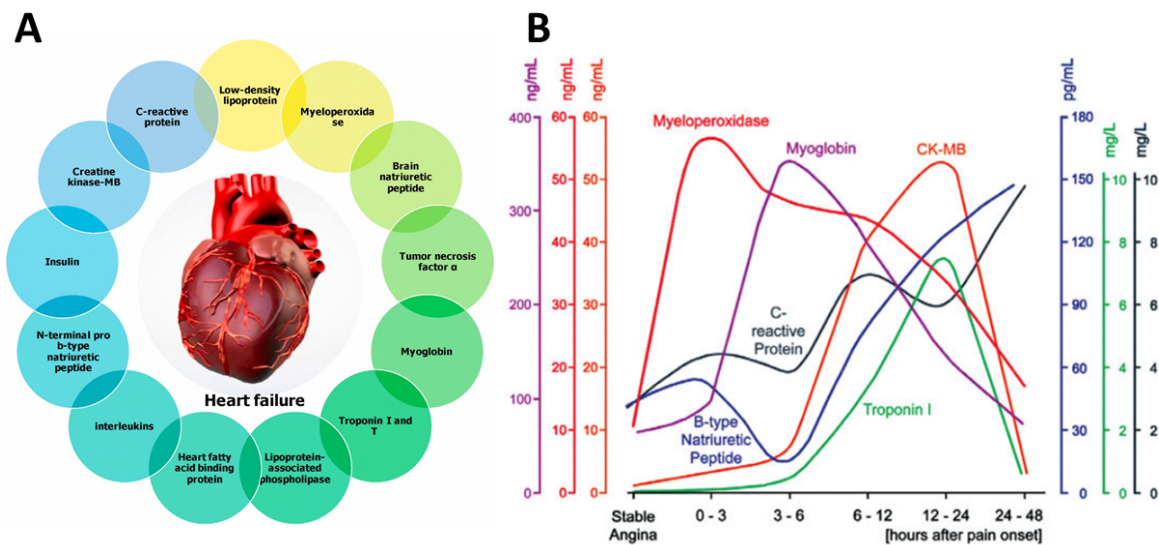 A
Low-density
lipoprotein
Myeloperoxida
se
Brain
natriuretic
peptide
Tumor necrosis
factor α
Myoglobin
Troponin I and
T
Lipoprotein-
associated
phospholipase
Heart fatty
acid binding
protein
interleukins
N-terminal pro
b-type
natriuretic
peptide
Insulin
Creatine
kinase-MB
C-reactive
protein
Heart failure
B
ng/mL
400
300
200
100
0
ng/mL
60
50
40
30
20
10
0
ng/mL
60
50
40
30
20
10
0
Myeloperoxidase
Myoglobin
CK-MB
C-
reactive
Protein
B-type
Natriuretic
Peptide
Troponin I
pg/mL
180
150
120
90
60
30
0
mg/L
10
8
6
4
2
0
mg/L
10
8
6
4
2
0
Stable
Angina
0 - 3
3 - 6
6 - 12
12 - 24
24 - 48
[hours after pain onset]